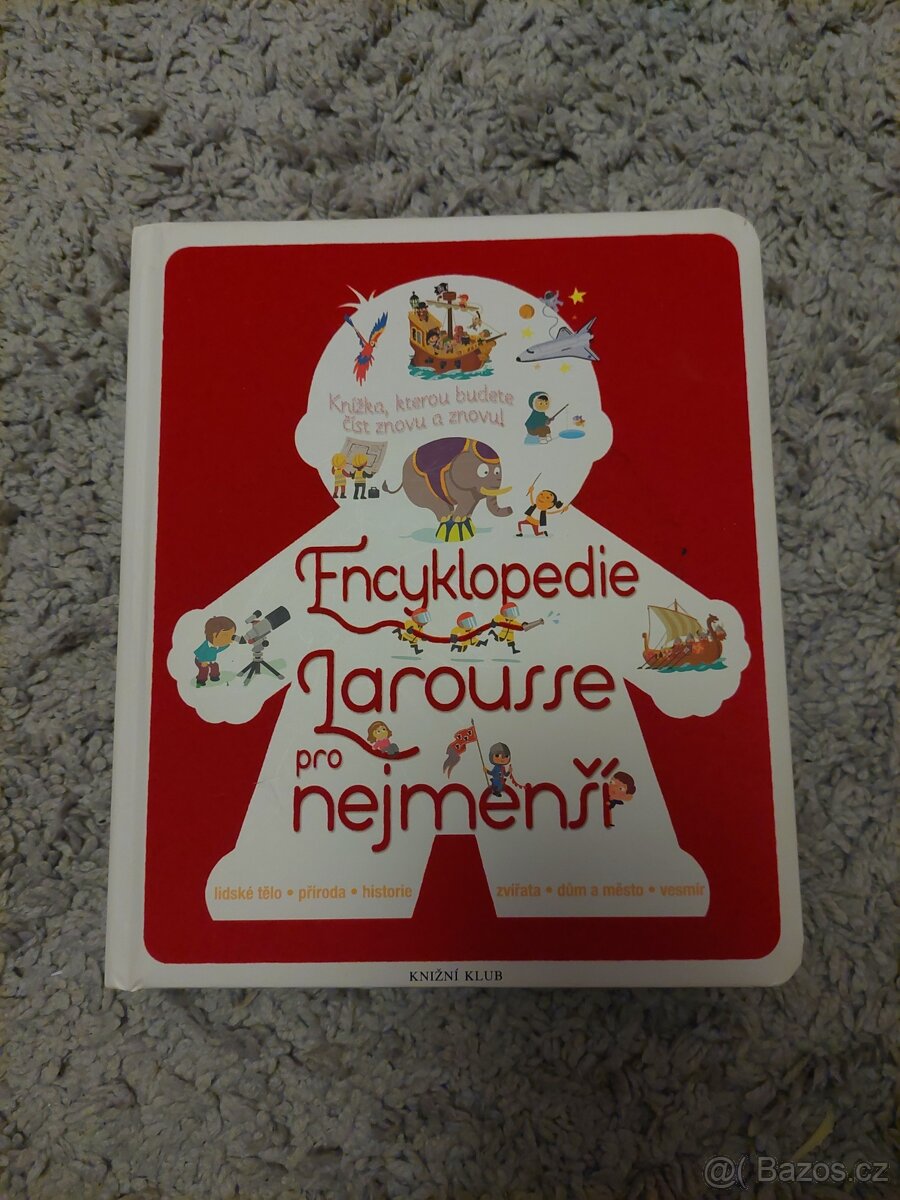 Knížka, kterou budete
číst znovu a znovu!
Encyklopedie
Larousse
pro
nejmenší
lidské tělo • příroda • historie
zvířata • dům a město • vesmír
KNIŽNÍ KLUB
@( Bazos.cz